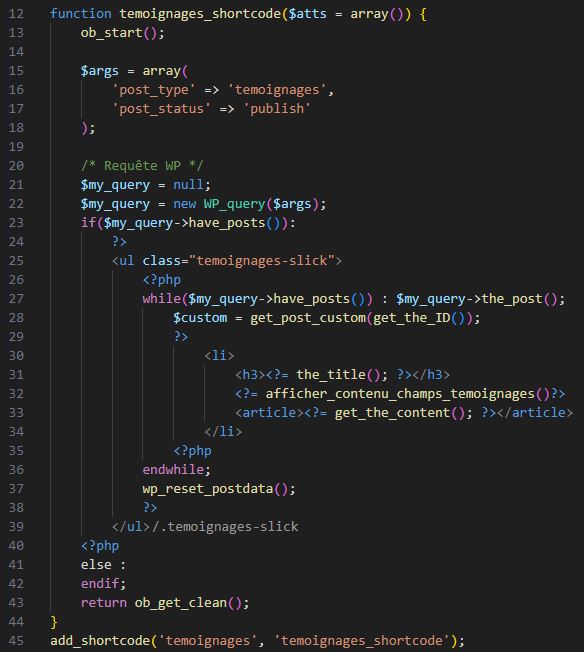 12 function temoignages_shortcode($atts = array()) {
13     ob_start();
14
15     $args = array(
16         'post_type' => 'temoignages',
17         'post_status' => 'publish'
18     );
19
20     /* Requête WP */
21     $my_query = null;
22     $my_query = new WP_query($args);
23     if($my_query->have_posts()):
24         ?>
25         <ul class="temoignages-slick">
26             <?php
27             while($my_query->have_posts()) : $my_query->the_post();
28                 $custom = get_post_custom(get_the_ID());
29                 ?>
30                     <li>
31                         <h3><?= the_title(); ?></h3>
32                         <?= afficher_contenu_champs_temoignages()?>
33                         <article><?= get_the_content(); ?></article>
34                     </li>
35                 <?php
36             endwhile;
37             wp_reset_postdata();
38             ?>
39         </ul>/.temoignages-slick
40     <?php
41     else :
42     endif;
43     return ob_get_clean();
44 }
45 add_shortcode('temoignages', 'temoignages_shortcode');